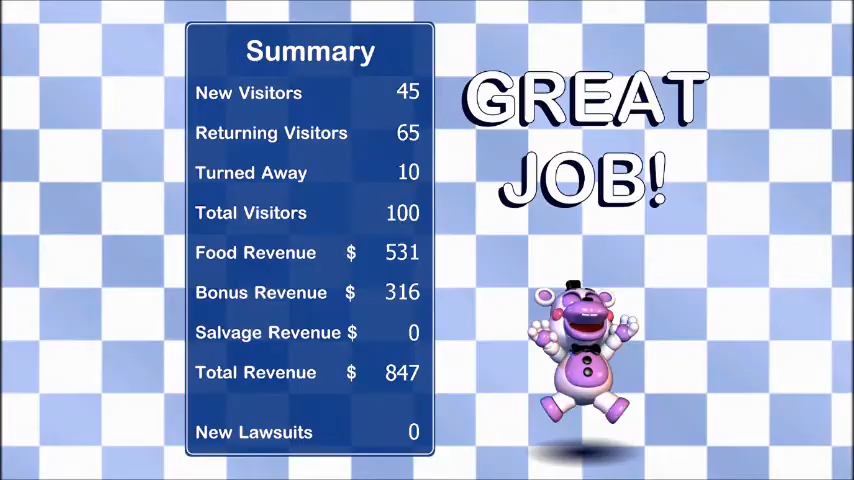 Summary
New Visitors 45
Returning Visitors 65
Turned Away 10
Total Visitors 100
Food Revenue $ 531
Bonus Revenue $ 316
Salvage Revenue $ 0
Total Revenue $ 847
New Lawsuits 0
GREAT
JOB!